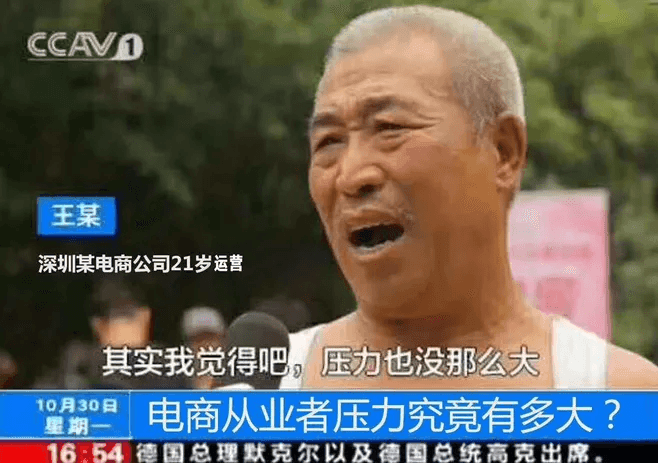 CCAV 1
王某
深圳某电商公司21岁运营
其实我觉得吧，压力也没那么大
10月30日
星期一
电商从业者压力究竟有多大？
16:54
德国总理默克尔以及德国总统高克出席。